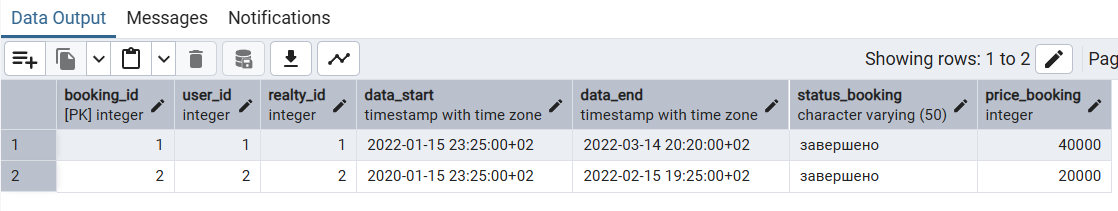 Data Output Messages Notifications
Showing rows: 1 to 2 Pag
booking_id user_id realty_id data_start data_end status_booking price_booking
[PK] integer integer integer timestamp with time zone timestamp with time zone character varying (50) integer
1 1 1 1 2022-01-15 23:25:00+02 2022-03-14 20:20:00+02 завершено 40000
2 2 2 2 2020-01-15 23:25:00+02 2022-02-15 19:25:00+02 завершено 20000